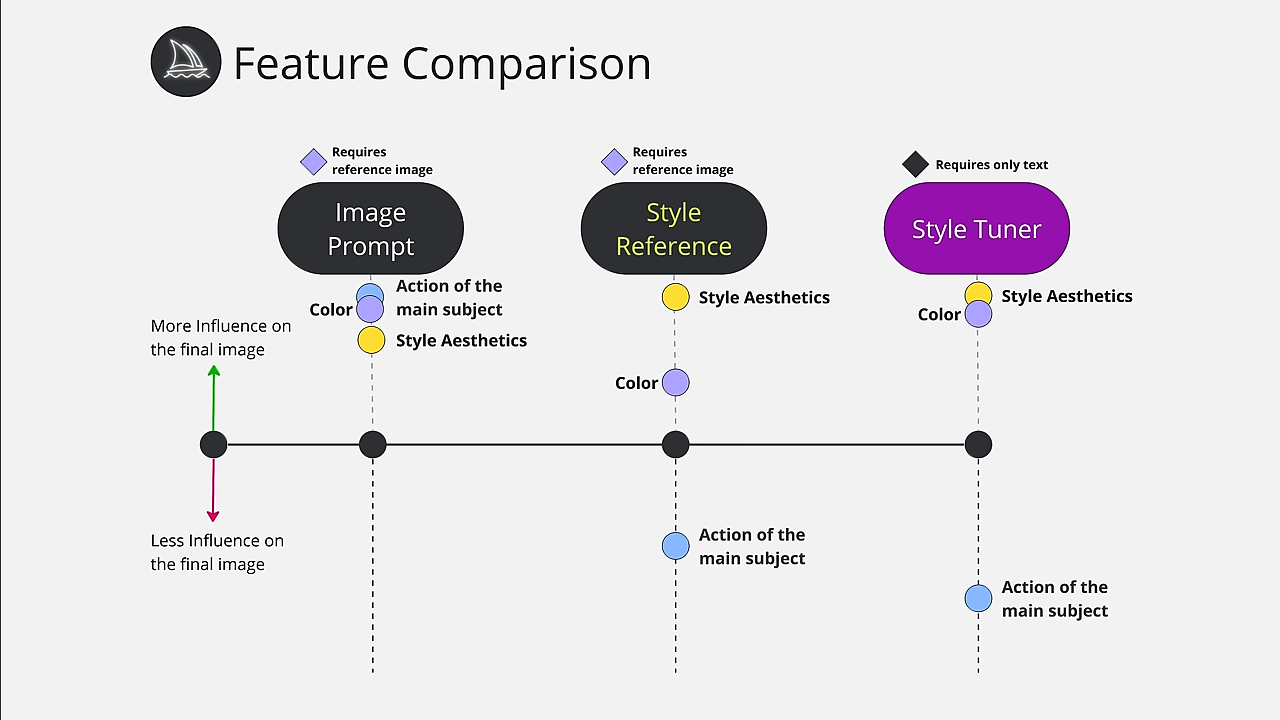 Feature Comparison
Requires
reference image
Requires
reference image
Requires only text
Image
Prompt
Style
Reference
Style Tuner
Action of the
main subject
Color
Style Aesthetics
Style Aesthetics
Color
Style Aesthetics
Color
More Influence on
the final image
Less Influence on
the final image
Action of the
main subject
Action of the
main subject